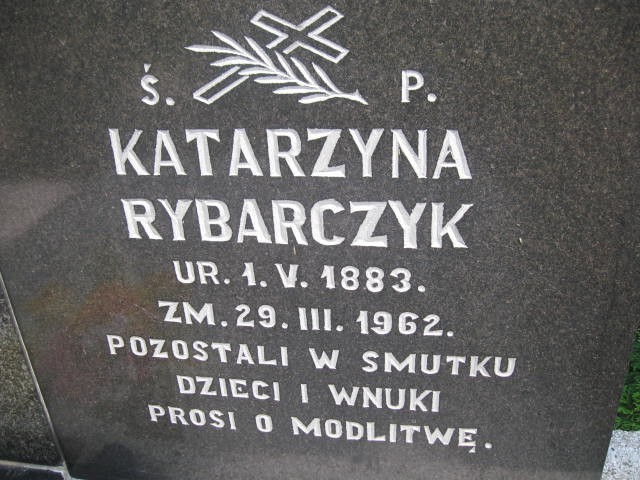 Ś. P.
KATARZYNA
RYBARCZYK
UR. 1. V. 1883.
ZM. 29. III. 1962.
POZOSTALI W SMUTKU
DZIECI I WNUKI
PROSI O MODLITWĘ.